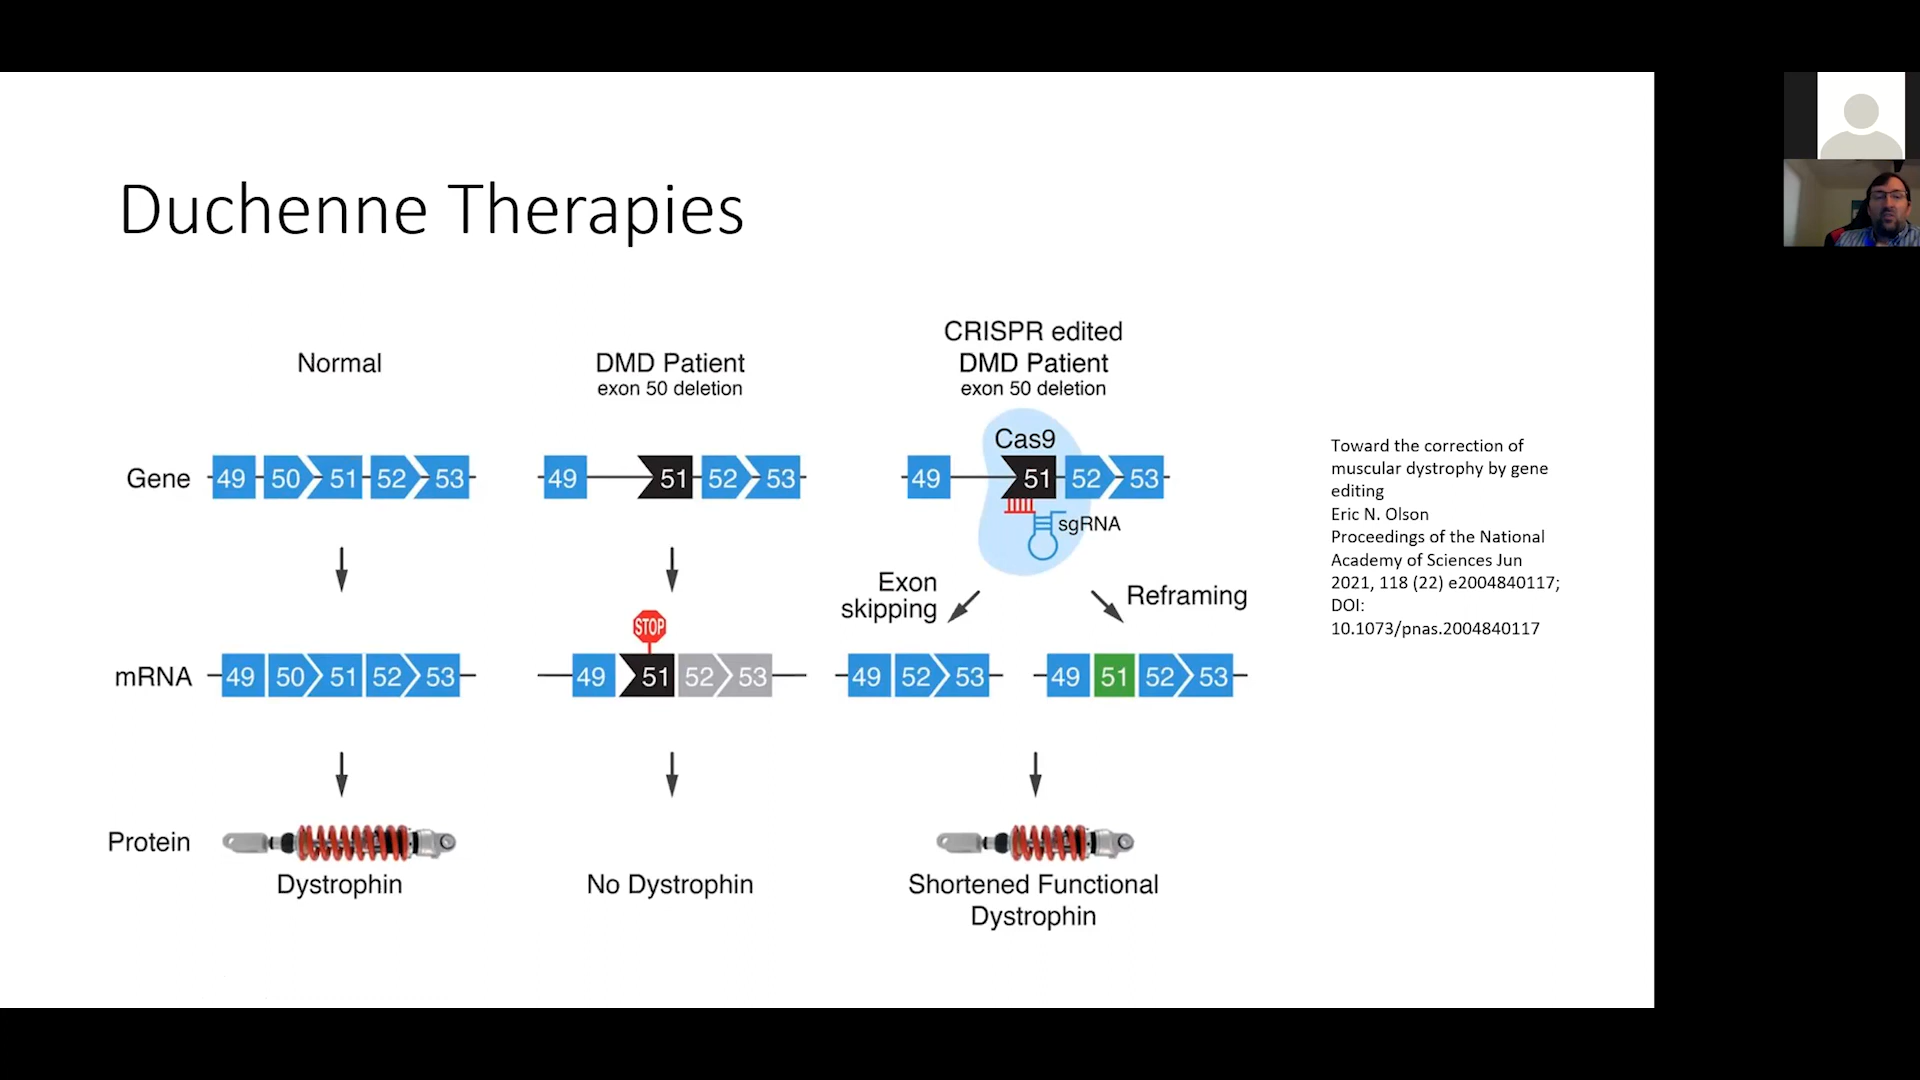 Duchenne Therapies
Normal
DMD Patient
exon 50 deletion
CRISPR edited
DMD Patient
exon 50 deletion
Gene
49 50 51 52 53
49 51 52 53
Cas9
49 51 52 53
sgRNA
Exon
skipping
Reframing
STOP
mRNA
49 50 51 52 53
49 51 52 53
49 52 53
49 51 52 53
Protein
Dystrophin
No Dystrophin
Shortened Functional
Dystrophin
Toward the correction of
muscular dystrophy by gene
editing
Eric N. Olson
Proceedings of the National
Academy of Sciences Jun
2021, 118 (22) e2004840117;
DOI:
10.1073/pnas.2004840117